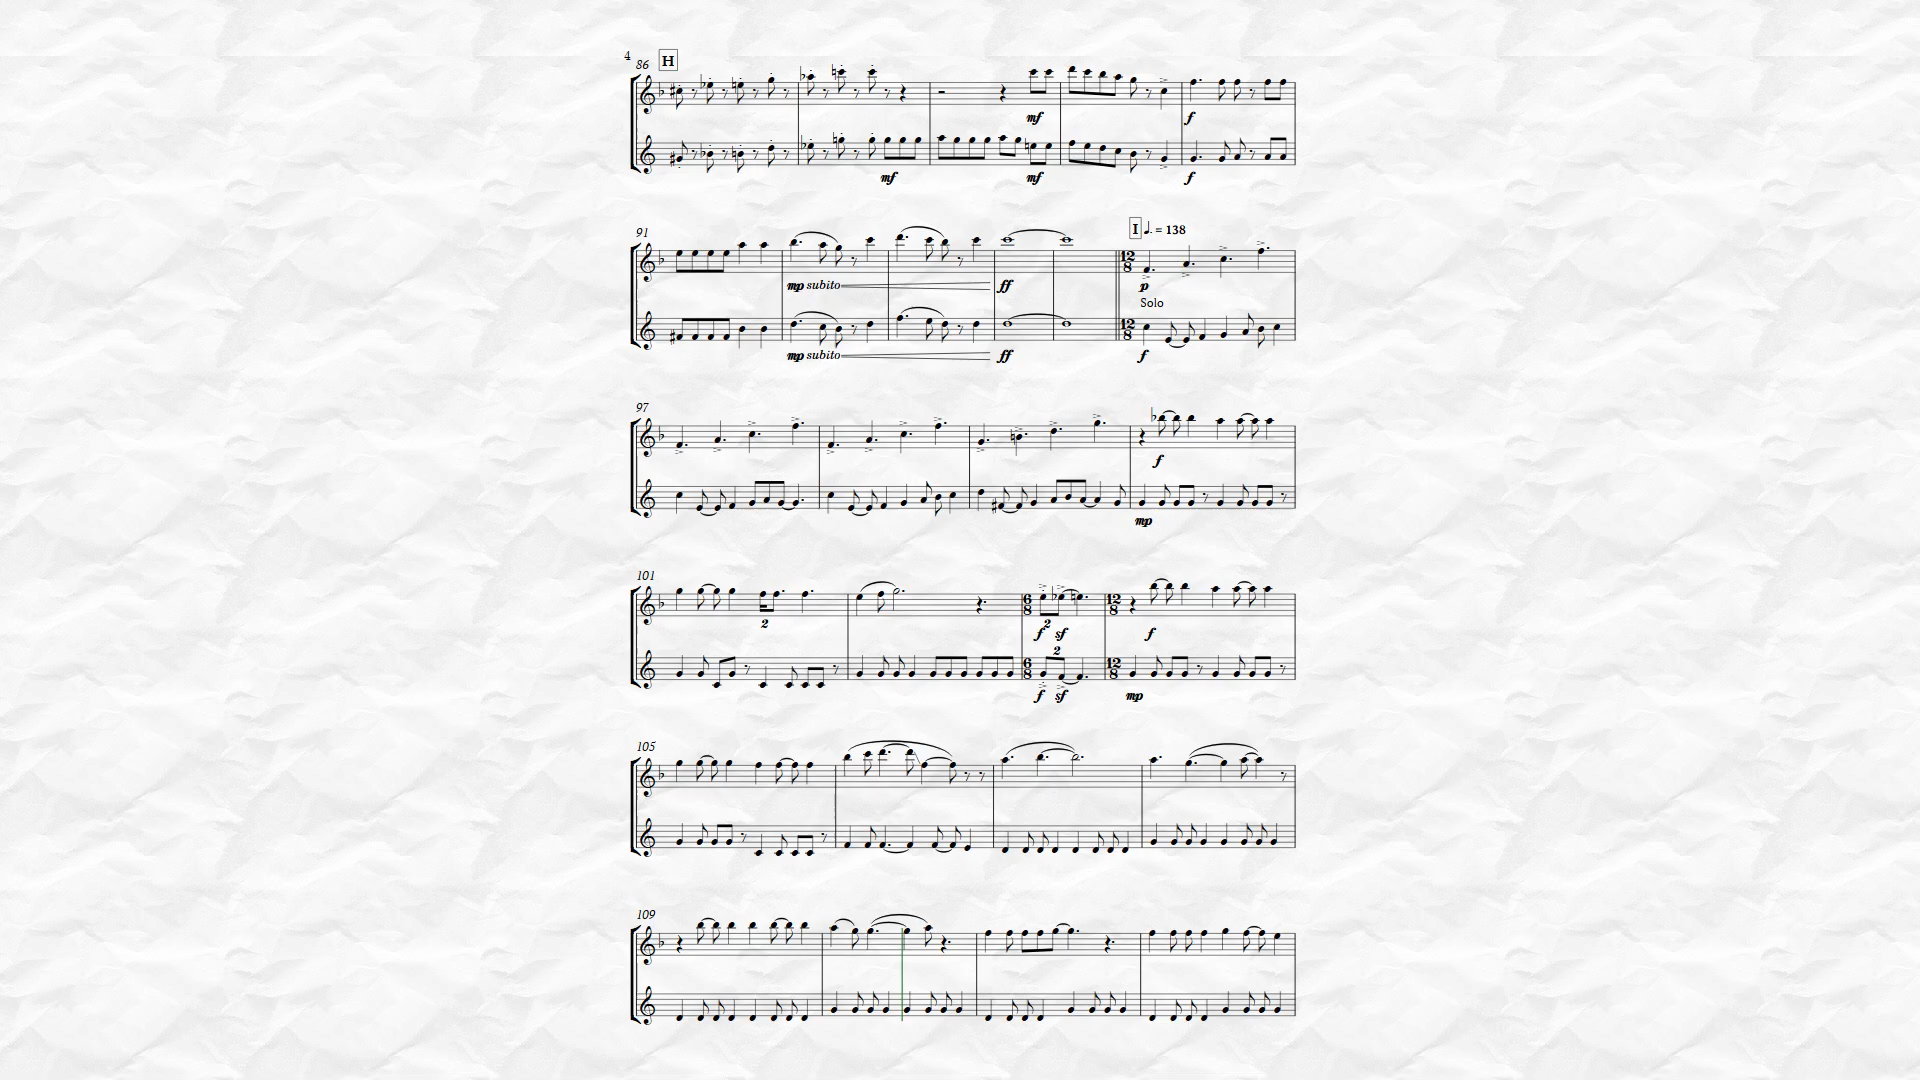 4
86 H
mf
f
mf mf f
91 I ♩. = 138
12 8
mp subito ff p
Solo
12 8
mp subito ff f
97
f
mp
101
6 8 12 8
2 2 f sf f
2
6 8 12 8
f sf mp
105
109